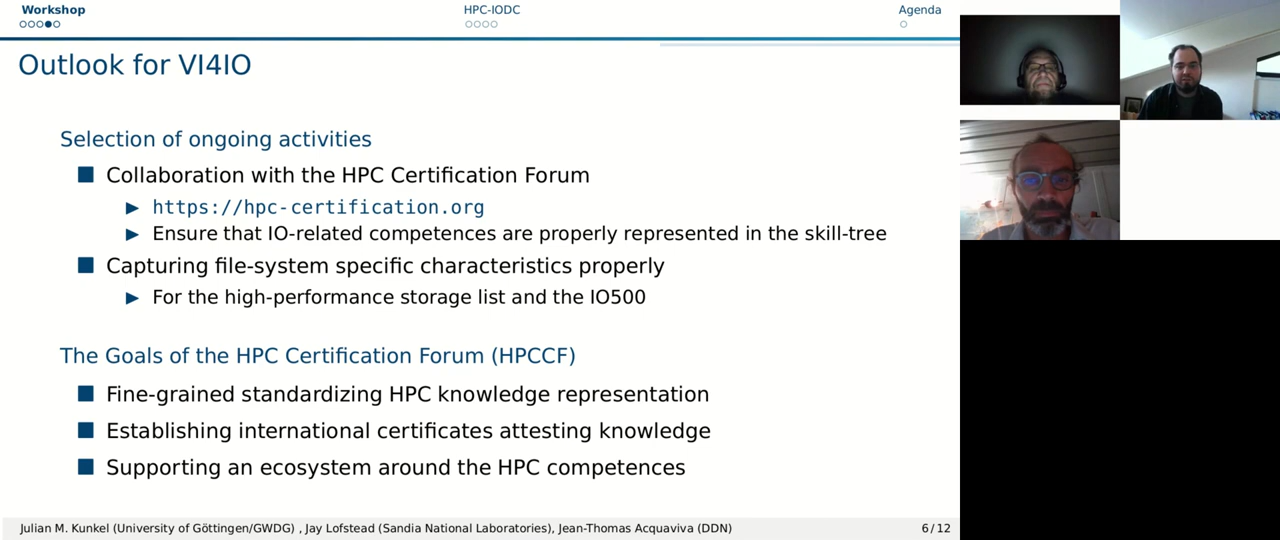 Workshop
HPC-IODC
Agenda
Outlook for VI4IO
Selection of ongoing activities
Collaboration with the HPC Certification Forum
https://hpc-certification.org
Ensure that IO-related competences are properly represented in the skill-tree
Capturing file-system specific characteristics properly
For the high-performance storage list and the IO500
The Goals of the HPC Certification Forum (HPCCF)
Fine-grained standardizing HPC knowledge representation
Establishing international certificates attesting knowledge
Supporting an ecosystem around the HPC competences
Julian M. Kunkel (University of Göttingen/GWDG) , Jay Lofstead (Sandia National Laboratories), Jean-Thomas Acquaviva (DDN)
6 / 12